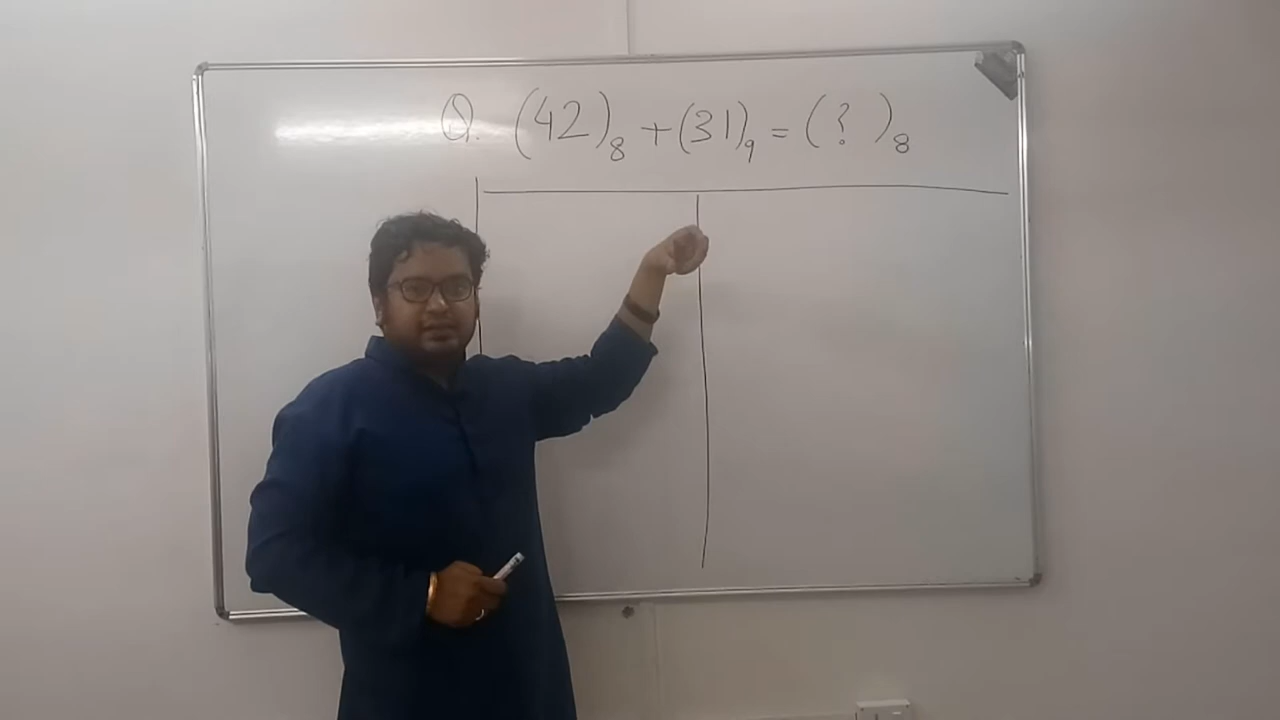 Q. (42)₈ + (31)₉ = (? )₈